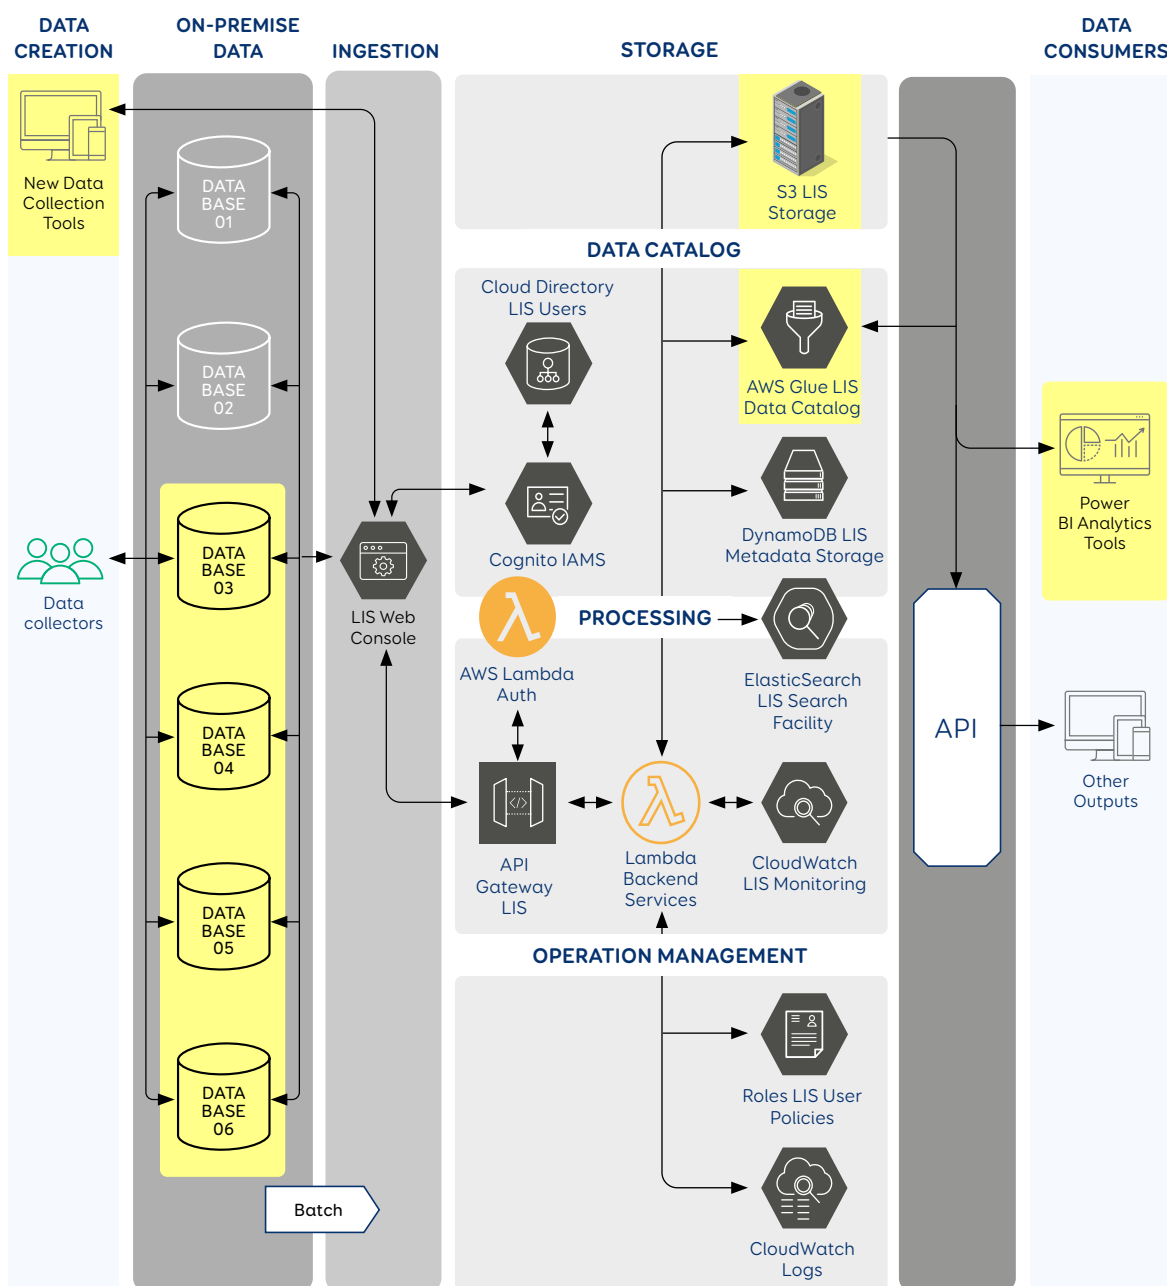 DATA
CREATION
ON-PREMISE
DATA
INGESTION
STORAGE
DATA
CONSUMERS
New Data
Collection
Tools
DATA
BASE
01
DATA
BASE
02
DATA
BASE
03
DATA
BASE
04
DATA
BASE
05
DATA
BASE
06
Data
collectors
Batch
LIS Web
Console
S3 LIS
Storage
DATA CATALOG
Cloud Directory
LIS Users
AWS Glue LIS
Data Catalog
Cognito IAMS
DynamoDB LIS
Metadata Storage
PROCESSING
AWS Lambda
Auth
ElasticSearch
LIS Search
Facility
</>
API
Gateway
LIS
Lambda
Backend
Services
CloudWatch
LIS Monitoring
OPERATION MANAGEMENT
Roles LIS User
Policies
CloudWatch
Logs
API
Power
BI Analytics
Tools
Other
Outputs